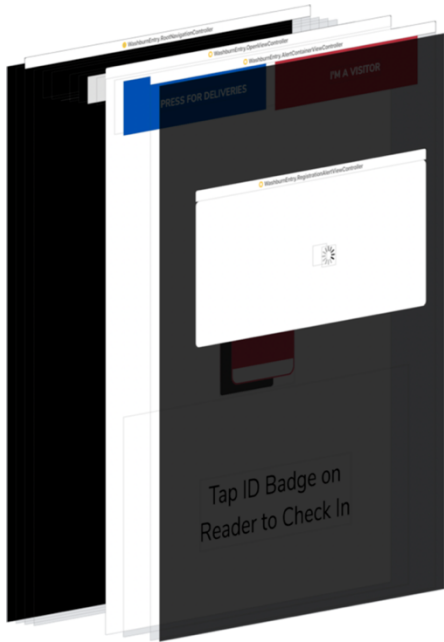 WashburnEntry.RootNavigationController
WashburnEntry.OpenViewController
WashburnEntry.AlertContainerViewController
PRESS FOR DELIVERIES
I'M A VISITOR
WashburnEntry.RegistrationAlertViewController
Tap ID Badge on
Reader to Check In